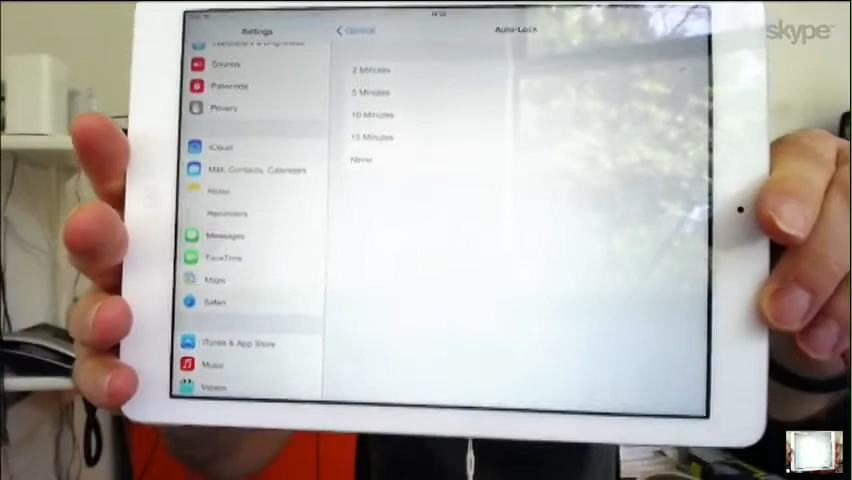 Settings
General
Auto-Lock
Sounds
Passcode
Privacy
iCloud
Mail, Contacts, Calendars
Notes
Reminders
Messages
FaceTime
Maps
Safari
iTunes & App Store
Music
Videos
2 Minutes
5 Minutes
10 Minutes
15 Minutes
Never
skype™